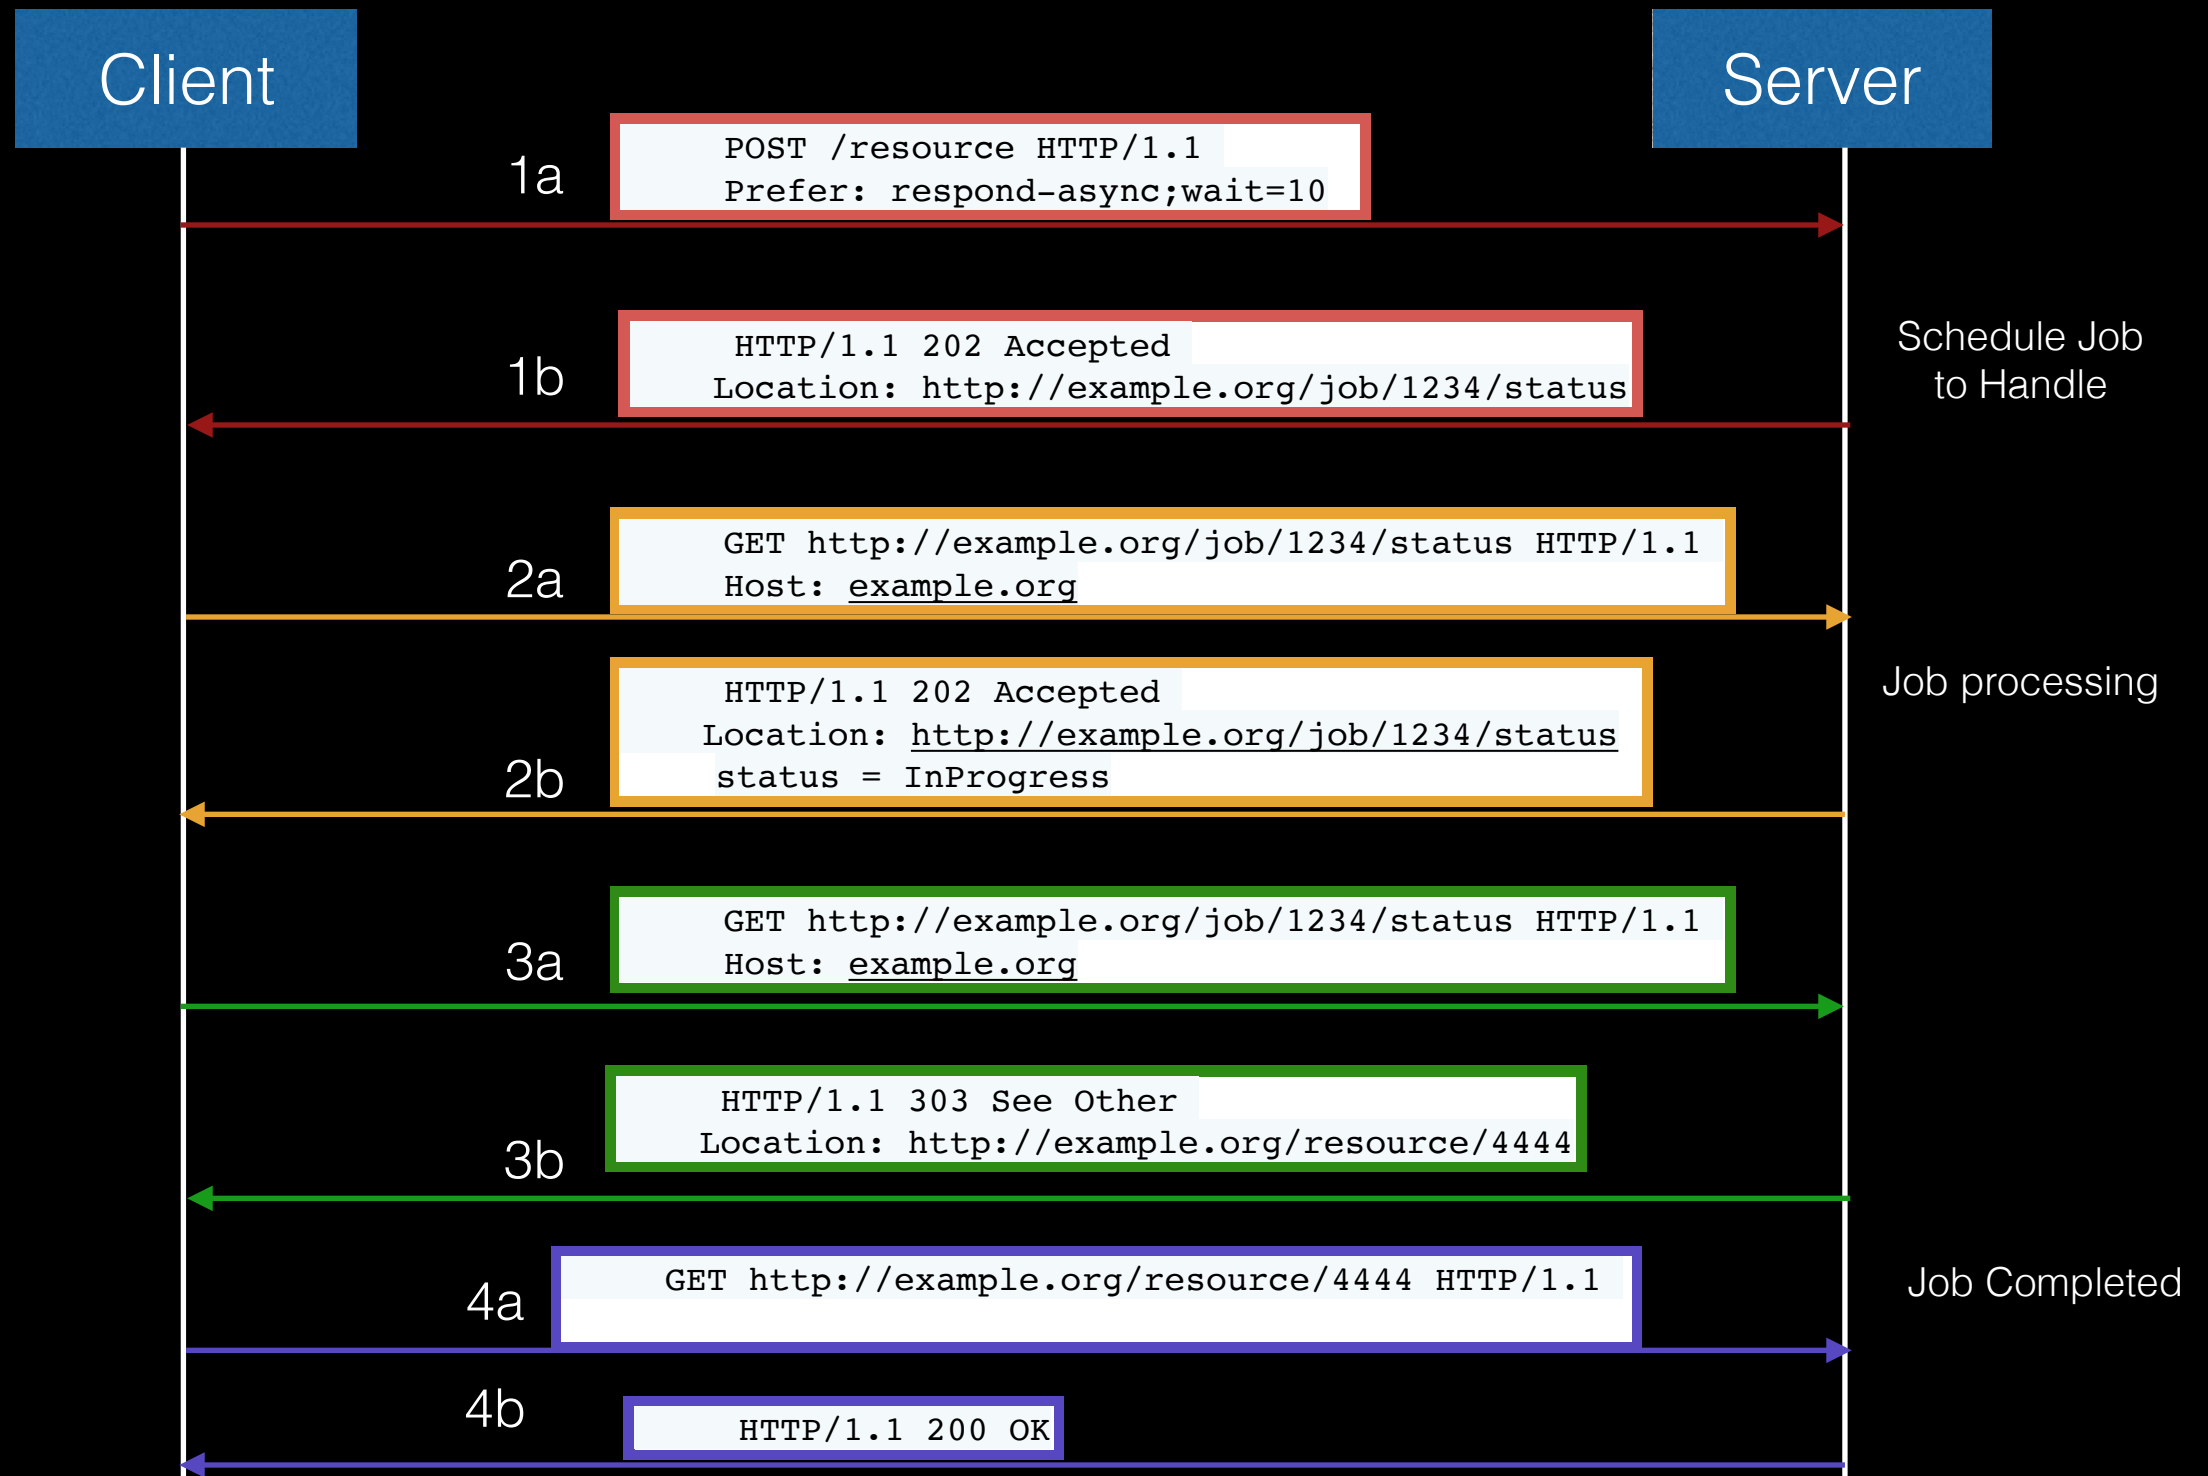 Client
Server
1a
POST /resource HTTP/1.1
Prefer: respond-async;wait=10
1b
HTTP/1.1 202 Accepted
Location: http://example.org/job/1234/status
Schedule Job
to Handle
2a
GET http://example.org/job/1234/status HTTP/1.1
Host: example.org
Job processing
2b
HTTP/1.1 202 Accepted
Location: http://example.org/job/1234/status
status = InProgress
3a
GET http://example.org/job/1234/status HTTP/1.1
Host: example.org
3b
HTTP/1.1 303 See Other
Location: http://example.org/resource/4444
4a
GET http://example.org/resource/4444 HTTP/1.1
Job Completed
4b
HTTP/1.1 200 OK